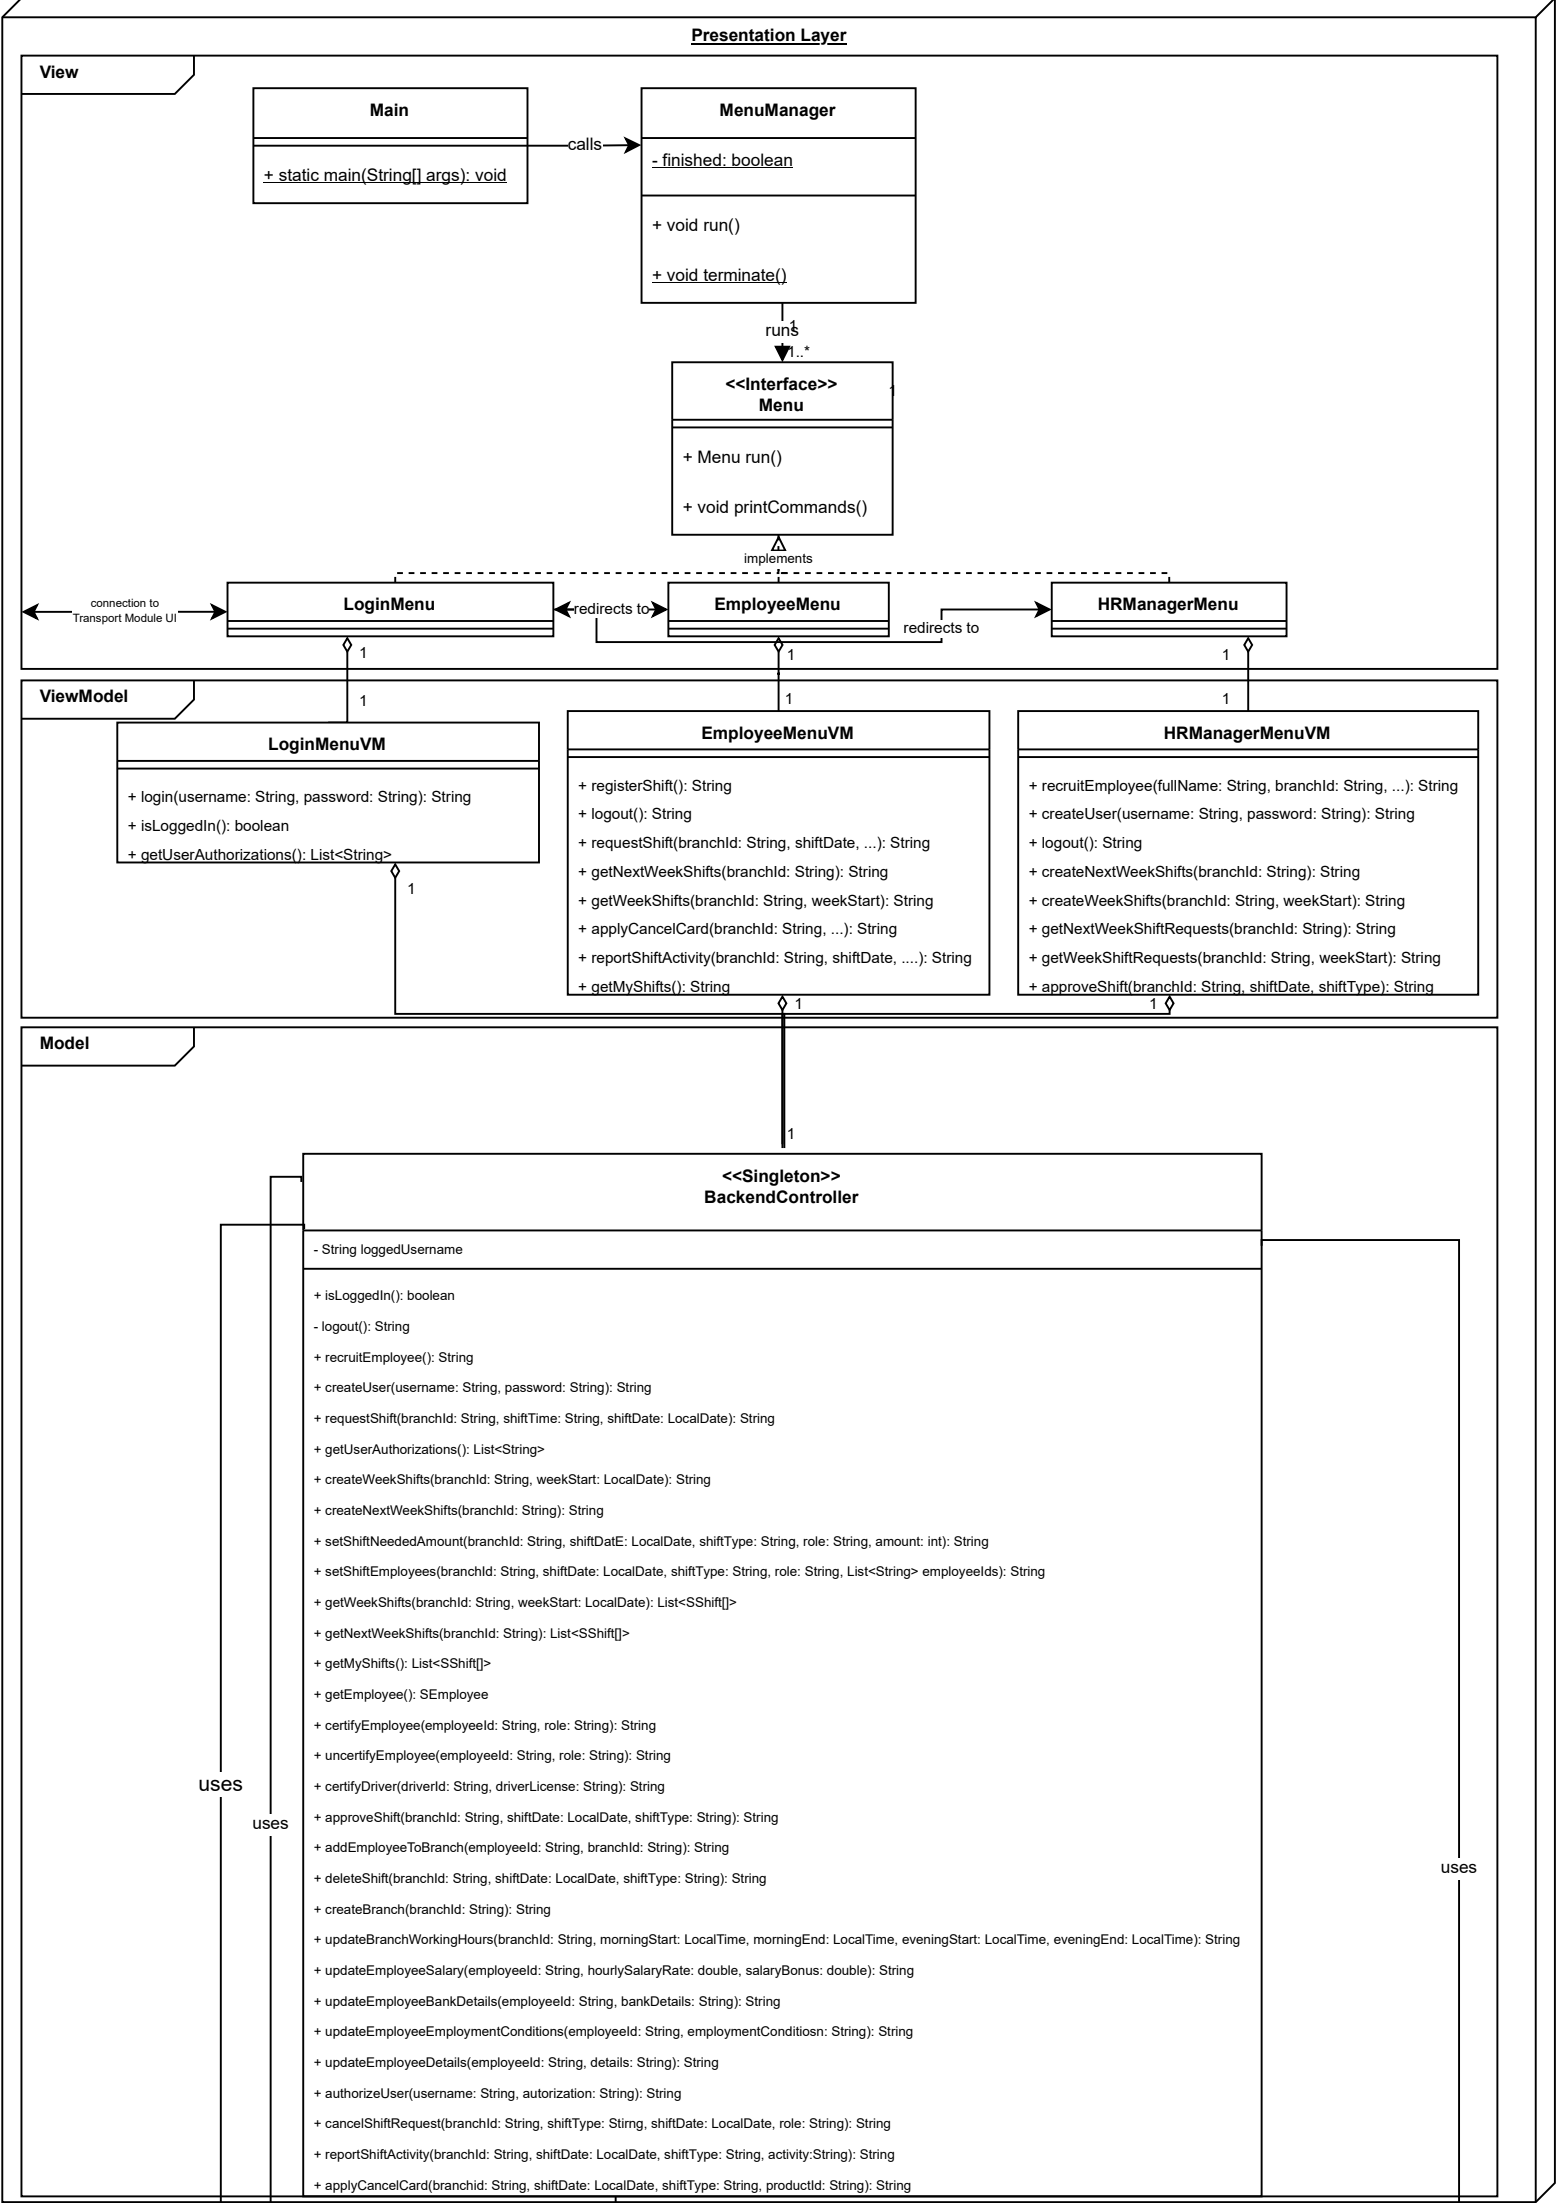 Presentation Layer
View
Main
+ static main(String[] args): void
calls
MenuManager
- finished: boolean
+ void run()
+ void terminate()
1
runs
1..*
<<Interface>>
Menu
1
+ Menu run()
+ void printCommands()
implements
connection to
Transport Module UI
LoginMenu
redirects to
EmployeeMenu
redirects to
HRManagerMenu
1
1
1
ViewModel
1
1
1
LoginMenuVM
+ login(username: String, password: String): String
+ isLoggedIn(): boolean
+ getUserAuthorizations(): List<String>
1
EmployeeMenuVM
+ registerShift(): String
+ logout(): String
+ requestShift(branchId: String, shiftDate, ...): String
+ getNextWeekShifts(branchId: String): String
+ getWeekShifts(branchId: String, weekStart): String
+ applyCancelCard(branchId: String, ...): String
+ reportShiftActivity(branchId: String, shiftDate, ....): String
+ getMyShifts(): String
1
HRManagerMenuVM
+ recruitEmployee(fullName: String, branchId: String, ...): String
+ createUser(username: String, password: String): String
+ logout(): String
+ createNextWeekShifts(branchId: String): String
+ createWeekShifts(branchId: String, weekStart): String
+ getNextWeekShiftRequests(branchId: String): String
+ getWeekShiftRequests(branchId: String, weekStart): String
+ approveShift(branchId: String, shiftDate, shiftType): String
1
Model
1
<<Singleton>>
BackendController
- String loggedUsername
+ isLoggedIn(): boolean
- logout(): String
+ recruitEmployee(): String
+ createUser(username: String, password: String): String
+ requestShift(branchId: String, shiftTime: String, shiftDate: LocalDate): String
+ getUserAuthorizations(): List<String>
+ createWeekShifts(branchId: String, weekStart: LocalDate): String
+ createNextWeekShifts(branchId: String): String
+ setShiftNeededAmount(branchId: String, shiftDatE: LocalDate, shiftType: String, role: String, amount: int): String
+ setShiftEmployees(branchId: String, shiftDate: LocalDate, shiftType: String, role: String, List<String> employeeIds): String
+ getWeekShifts(branchId: String, weekStart: LocalDate): List<SShift[]>
+ getNextWeekShifts(branchId: String): List<SShift[]>
+ getMyShifts(): List<SShift[]>
+ getEmployee(): SEmployee
+ certifyEmployee(employeeId: String, role: String): String
+ uncertifyEmployee(employeeId: String, role: String): String
+ certifyDriver(driverId: String, driverLicense: String): String
+ approveShift(branchId: String, shiftDate: LocalDate, shiftType: String): String
+ addEmployeeToBranch(employeeId: String, branchId: String): String
+ deleteShift(branchId: String, shiftDate: LocalDate, shiftType: String): String
+ createBranch(branchId: String): String
+ updateBranchWorkingHours(branchId: String, morningStart: LocalTime, morningEnd: LocalTime, eveningStart: LocalTime, eveningEnd: LocalTime): String
+ updateEmployeeSalary(employeeId: String, hourlySalaryRate: double, salaryBonus: double): String
+ updateEmployeeBankDetails(employeeId: String, bankDetails: String): String
+ updateEmployeeEmploymentConditions(employeeId: String, employmentConditiosn: String): String
+ updateEmployeeDetails(employeeId: String, details: String): String
+ authorizeUser(username: String, autorization: String): String
+ cancelShiftRequest(branchId: String, shiftType: Stirng, shiftDate: LocalDate, role: String): String
+ reportShiftActivity(branchId: String, shiftDate: LocalDate, shiftType: String, activity:String): String
+ applyCancelCard(branchid: String, shiftDate: LocalDate, shiftType: String, productId: String): String
uses
uses
uses